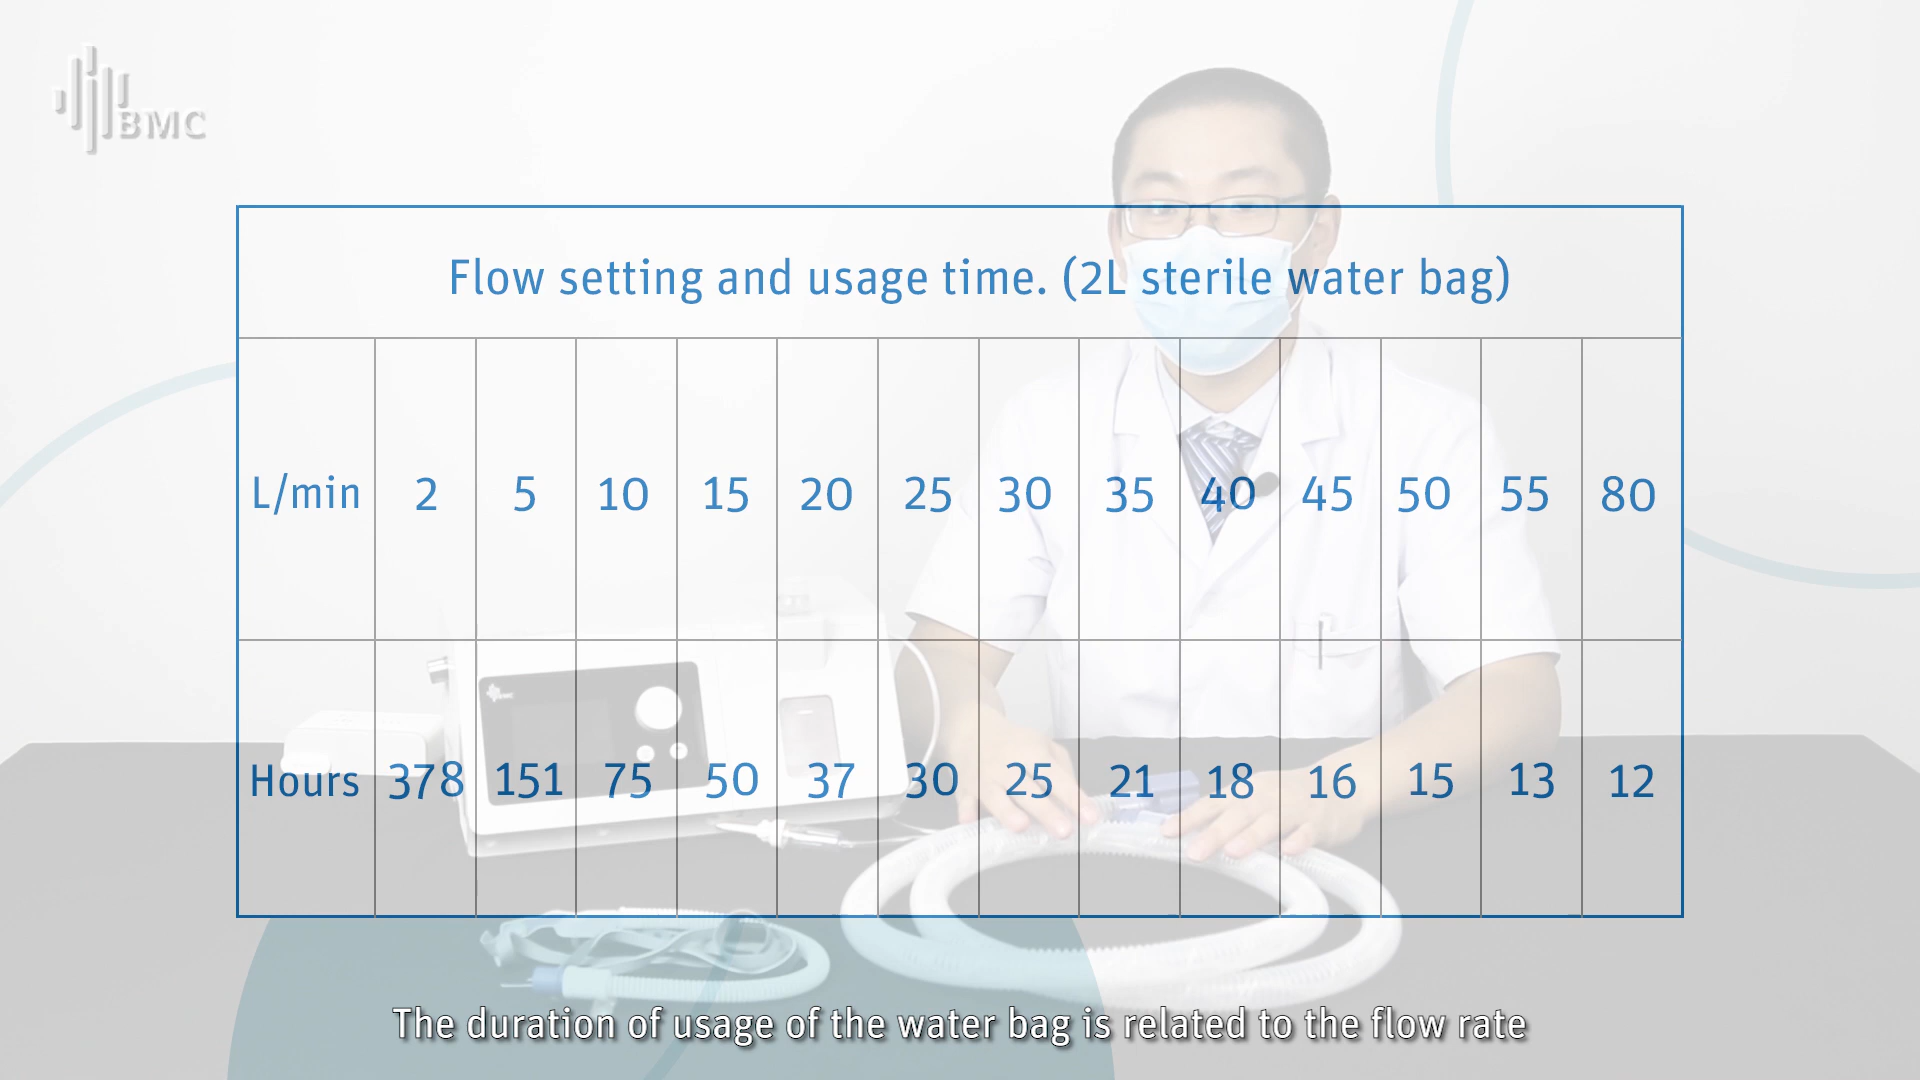 BMC
Flow setting and usage time. (2L sterile water bag)
L/min 2 5 10 15 20 25 30 35 40 45 50 55 80
BMC
Hours 378 151 75 50 37 30 25 21 18 16 15 13 12
The duration of usage of the water bag is related to the flow rate